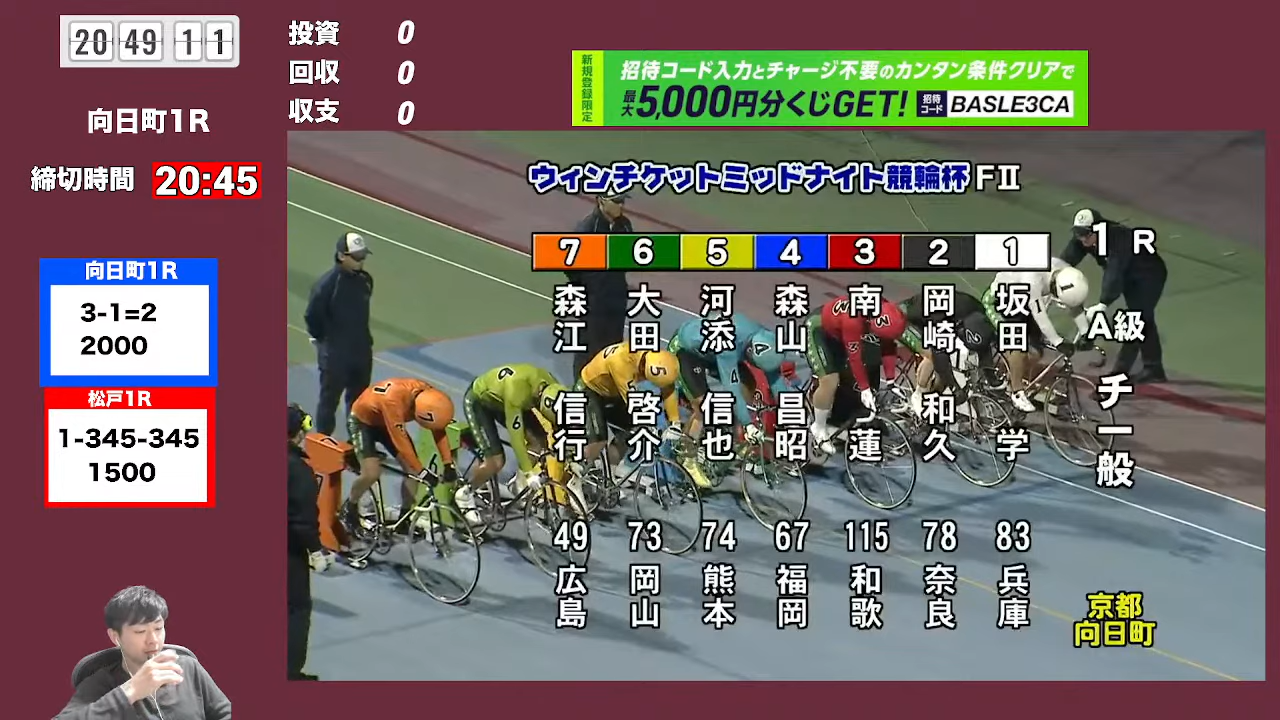 20 49 11
投資 0
回収 0
収支 0
新規登録限定
招待コード入力とチャージ不要のカンタン条件クリアで
最大5,000円分くじGET! 招待コード BASLE3CA
向日町1R
締切時間 20:45
向日町1R
3-1=2
2000
松戸1R
1-345-345
1500
ウィンチケットミッドナイト競輪杯 FⅡ
1R
A級
チ一般
7 6 5 4 3 2 1
森江 信行 49 広島
大田 啓介 73 岡山
河添 信也 74 熊本
森山 昌昭 67 福岡
南 蓮 115 和歌
岡崎 和久 78 奈良
坂田 学 83 兵庫
京都
向日町